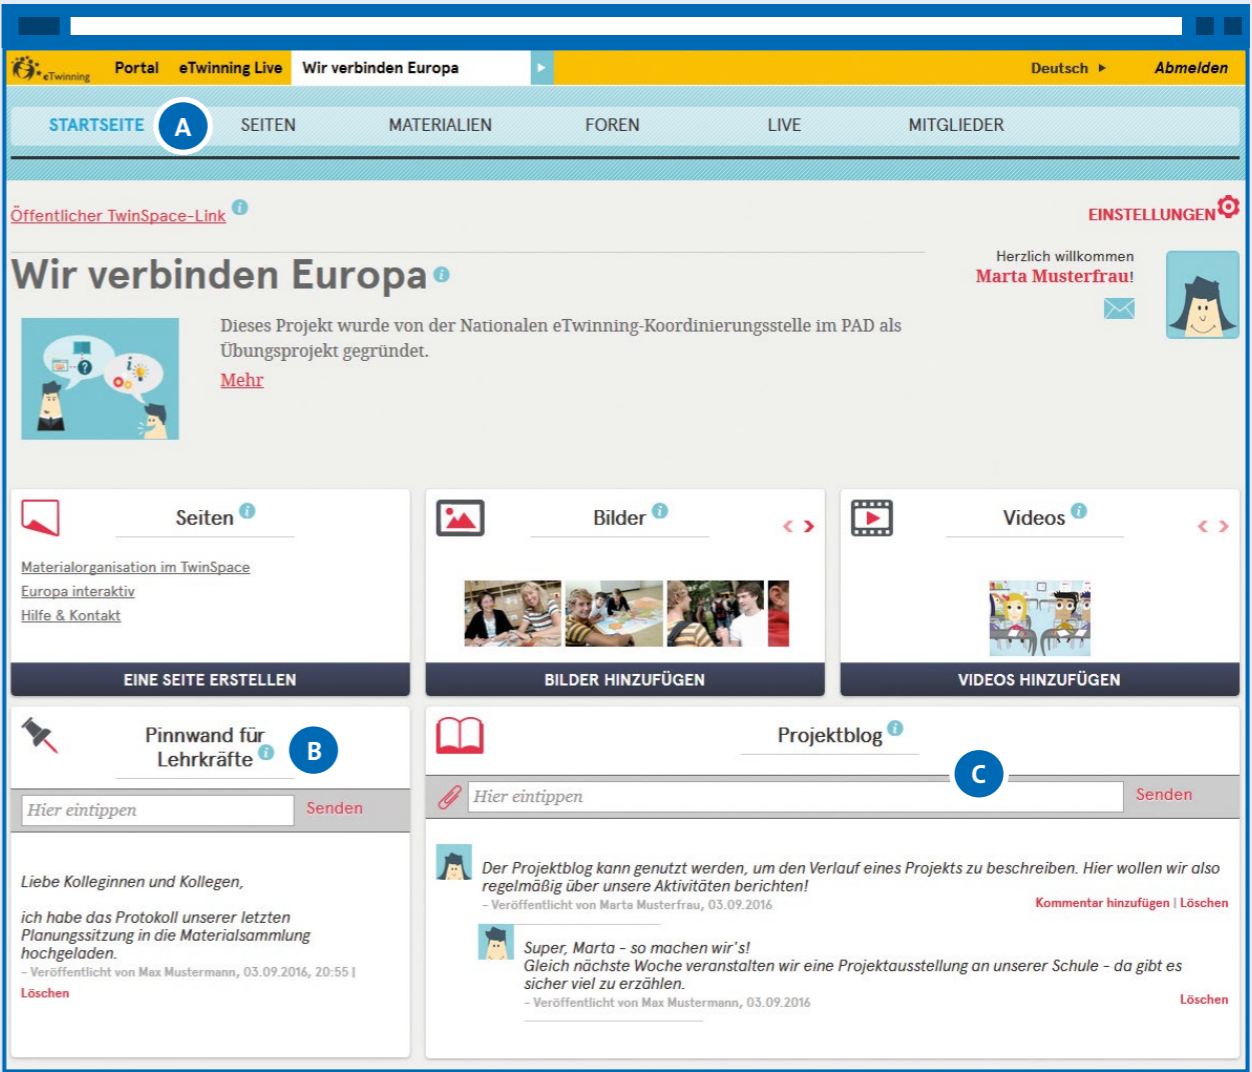 eTwinning
Portal eTwinning Live Wir verbinden Europa
Deutsch Abmelden
STARTSEITE A SEITEN MATERIALIEN FOREN LIVE MITGLIEDER
Öffentlicher TwinSpace-Link i
EINSTELLUNGEN
Wir verbinden Europa i
Herzlich willkommen
Marta Musterfrau!
Dieses Projekt wurde von der Nationalen eTwinning-Koordinierungsstelle im PAD als
Übungsprojekt gegründet.
Mehr
? i
Seiten i
Materialorganisation im TwinSpace
Europa interaktiv
Hilfe & Kontakt
EINE SEITE ERSTELLEN
Bilder i
BILDER HINZUFÜGEN
Videos i
VIDEOS HINZUFÜGEN
Pinnwand für
Lehrkräfte i B
Hier eintippen Senden
Liebe Kolleginnen und Kollegen,
ich habe das Protokoll unserer letzten
Planungssitzung in die Materialsammlung
hochgeladen.
– Veröffentlicht von Max Mustermann, 03.09.2016, 20:55 |
Löschen
Projektblog i
C
Hier eintippen Senden
Der Projektblog kann genutzt werden, um den Verlauf eines Projekts zu beschreiben. Hier wollen wir also
regelmäßig über unsere Aktivitäten berichten!
– Veröffentlicht von Marta Musterfrau, 03.09.2016
Kommentar hinzufügen | Löschen
Super, Marta – so machen wir's!
Gleich nächste Woche veranstalten wir eine Projektausstellung an unserer Schule – da gibt es
sicher viel zu erzählen.
– Veröffentlicht von Max Mustermann, 03.09.2016
Löschen